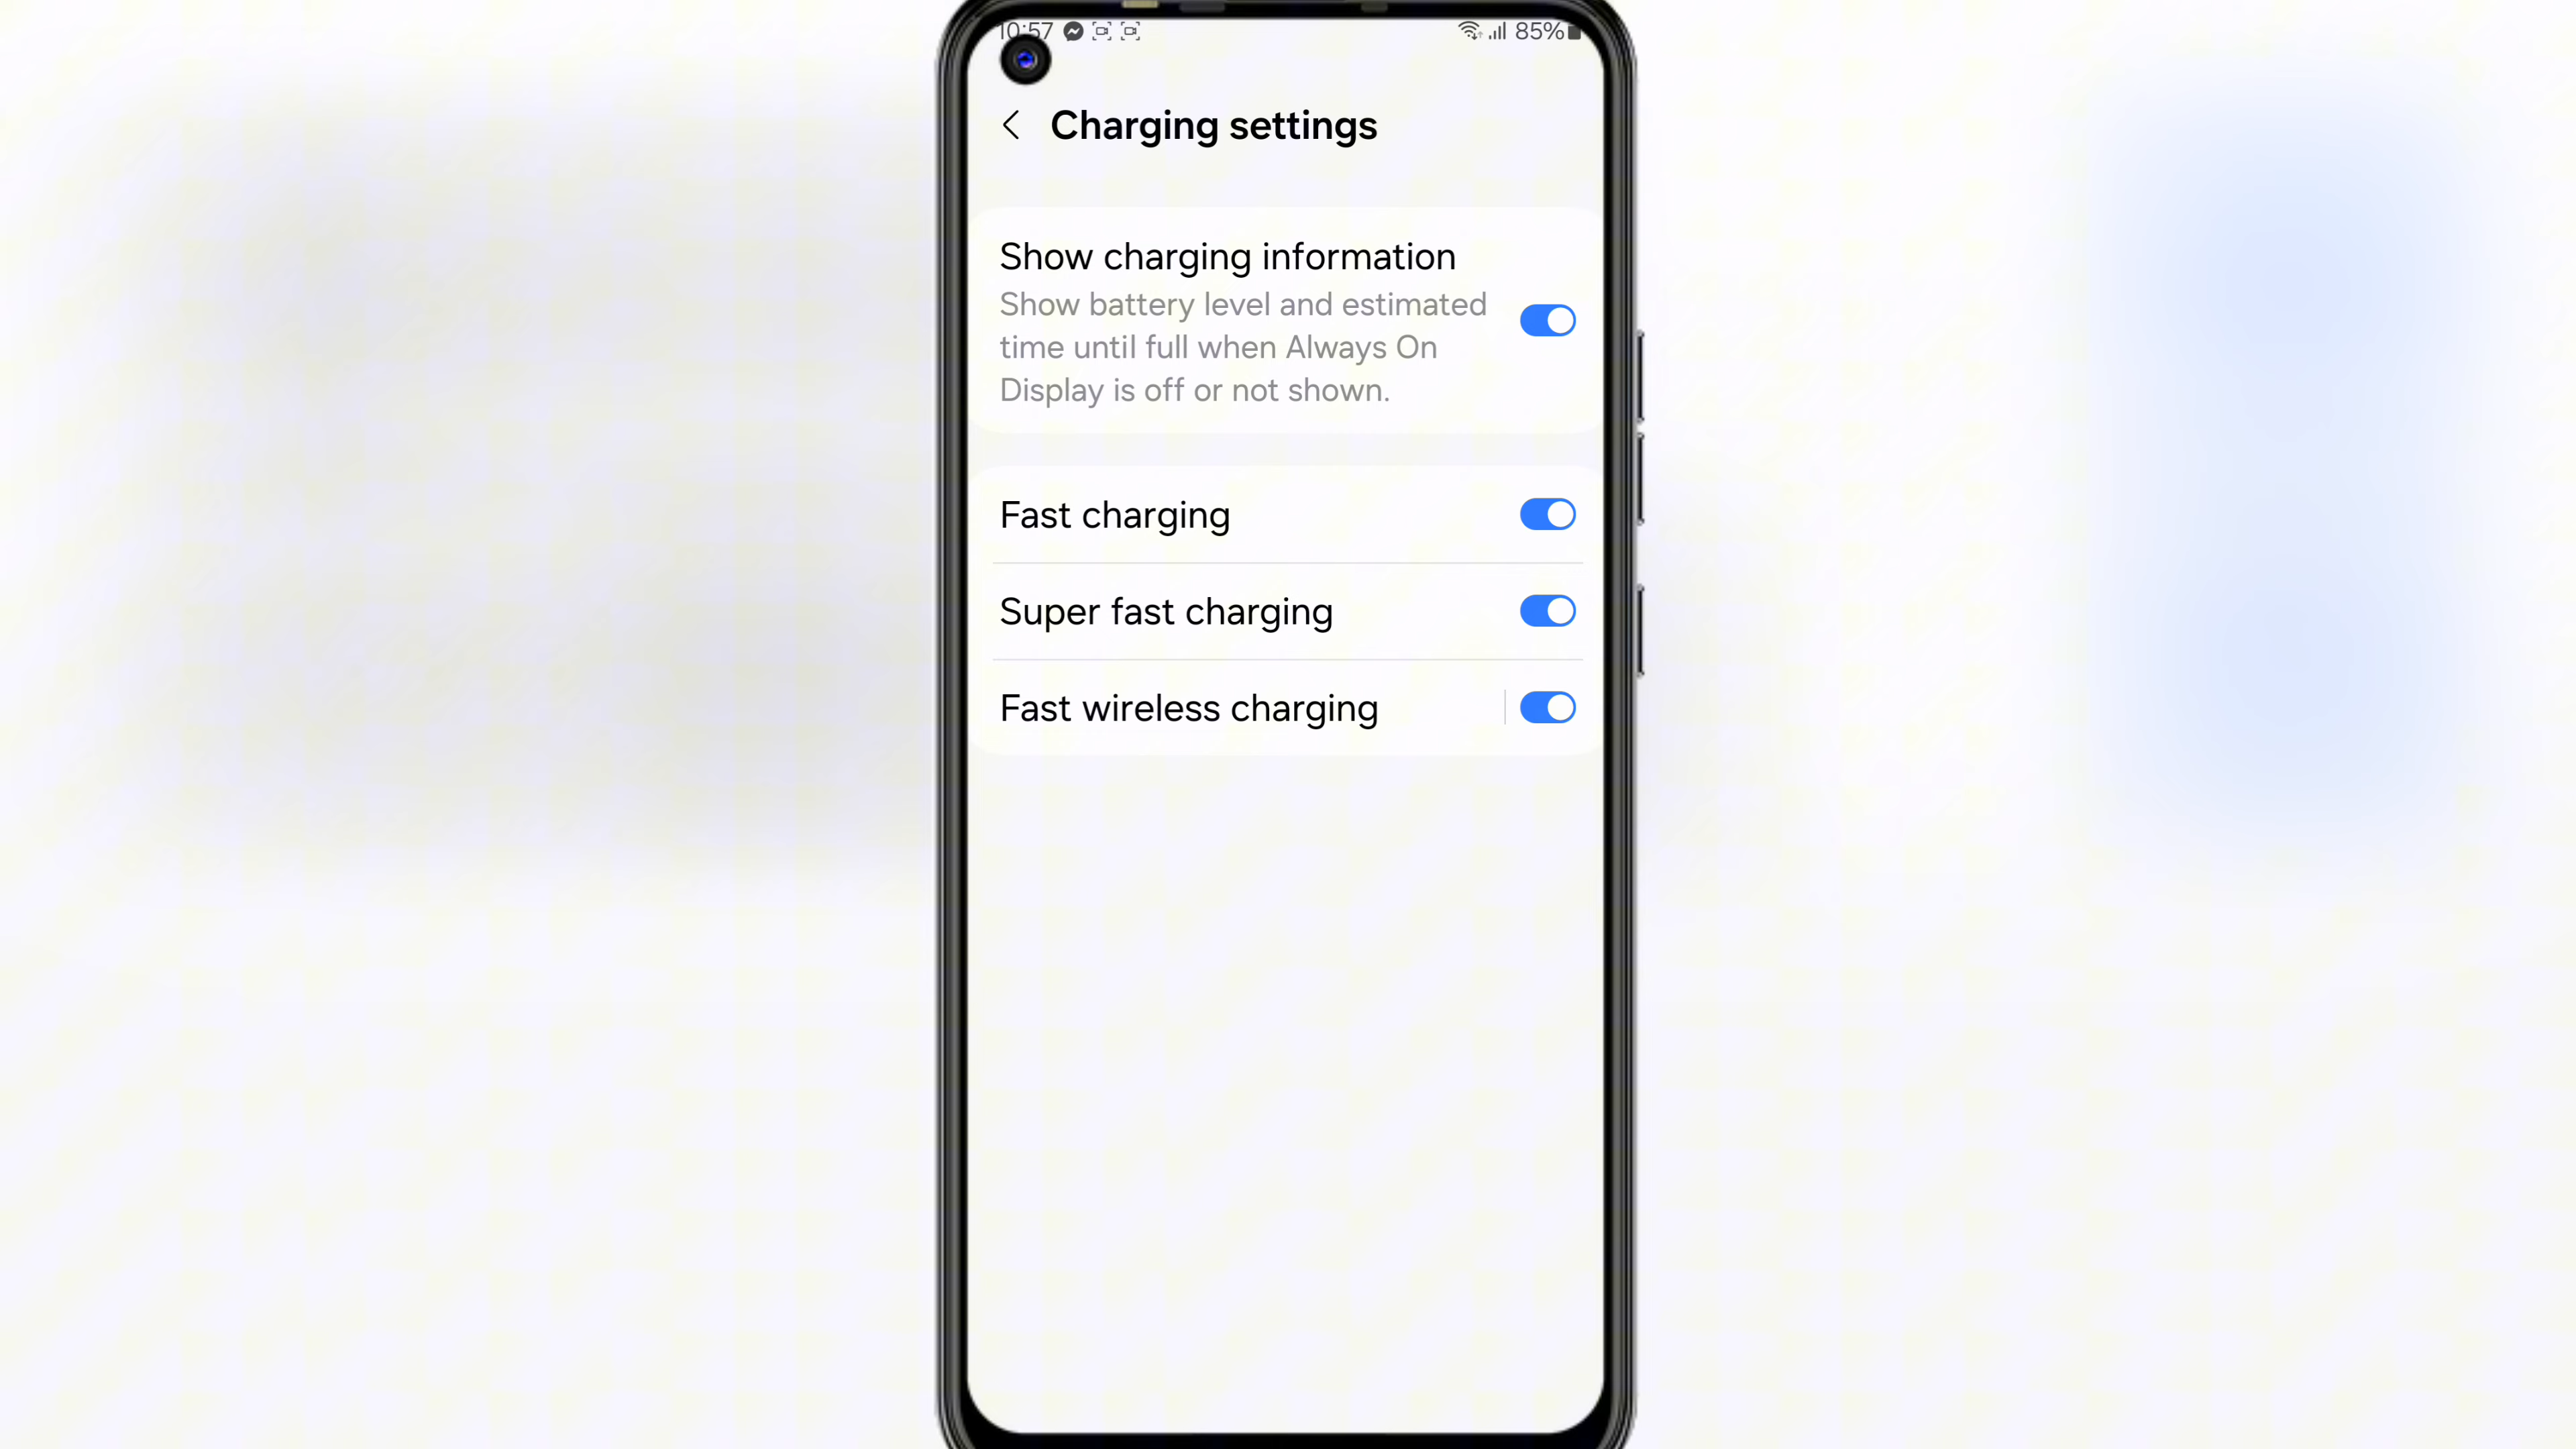 10:57 85%
Charging settings
Show charging information
Show battery level and estimated
time until full when Always On
Display is off or not shown.
Fast charging
Super fast charging
Fast wireless charging